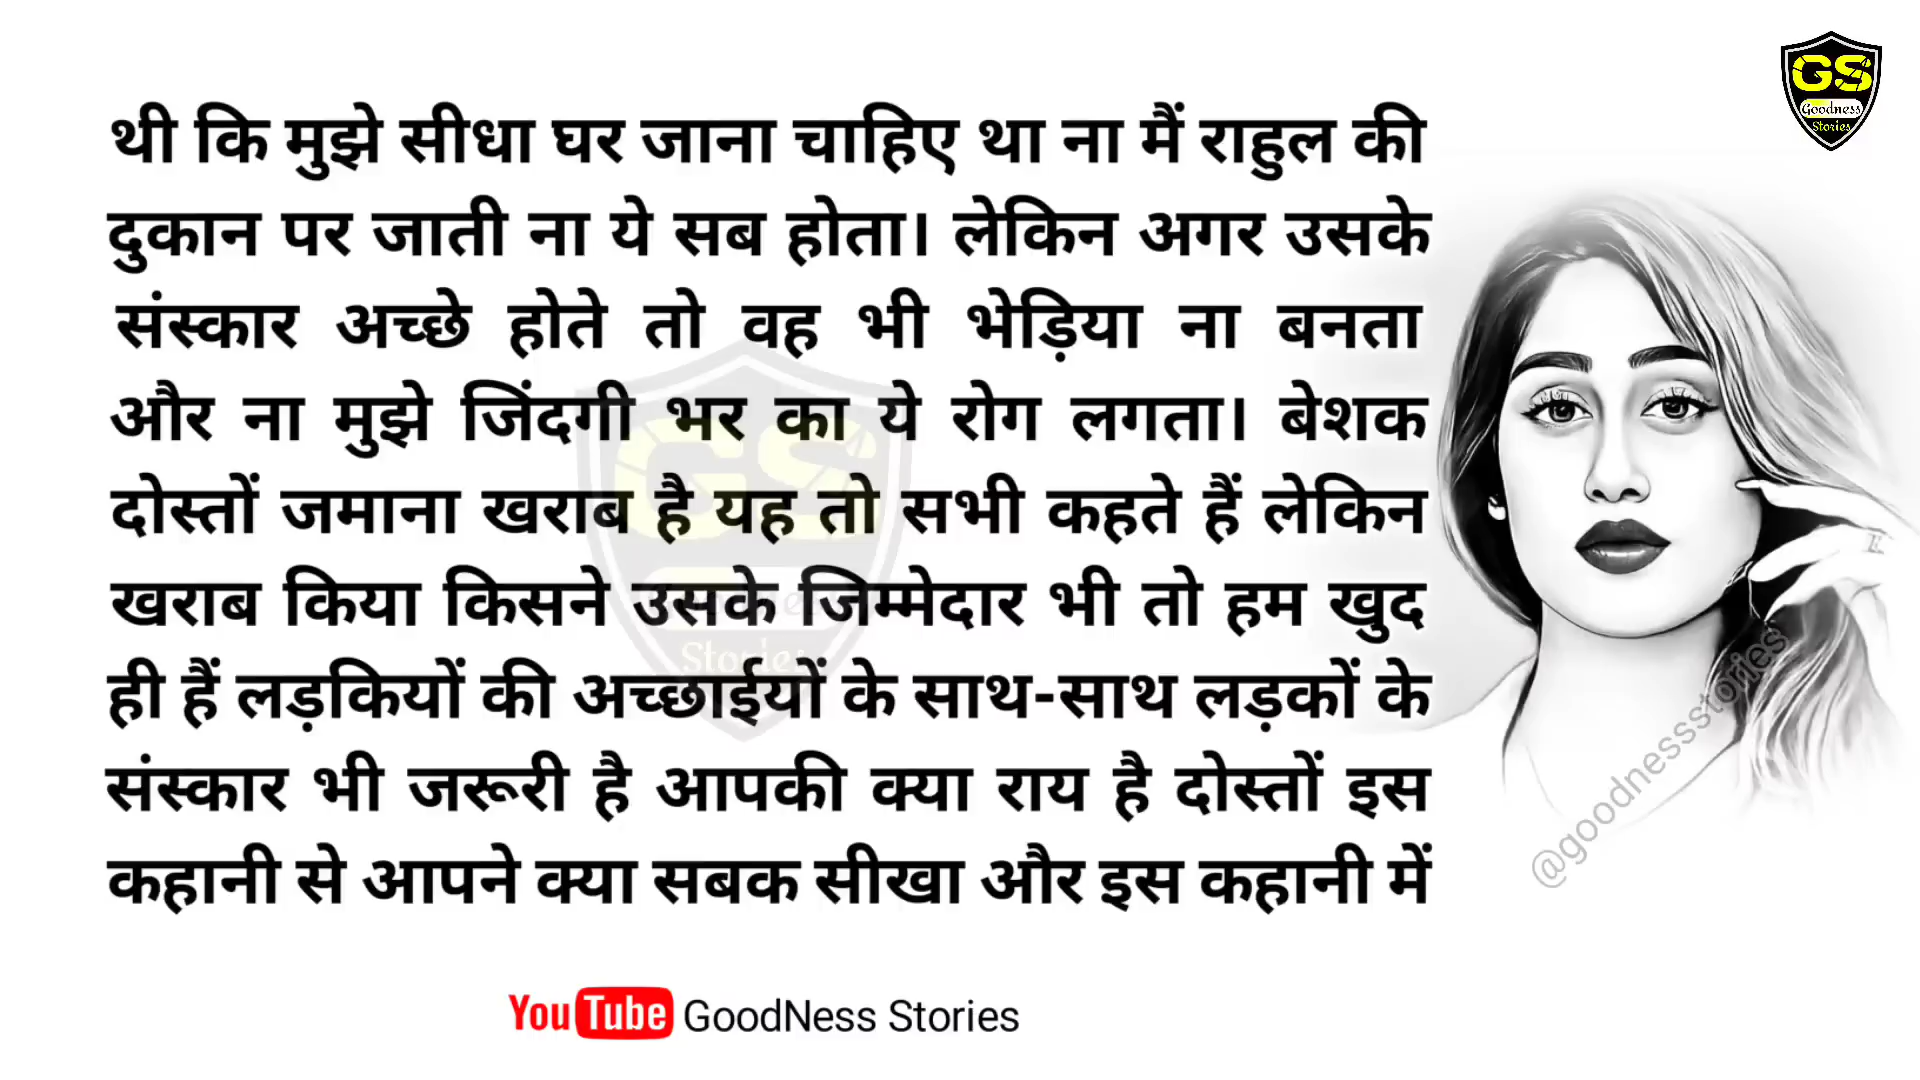 GS
Goodness
Stories
थी कि मुझे सीधा घर जाना चाहिए था ना मैं राहुल की
दुकान पर जाती ना ये सब होता। लेकिन अगर उसके
संस्कार अच्छे होते तो वह भी भेड़िया ना बनता
और ना मुझे जिंदगी भर का ये रोग लगता। बेशक
दोस्तों जमाना खराब है यह तो सभी कहते हैं लेकिन
खराब किया किसने उसके जिम्मेदार भी तो हम खुद
ही हैं लड़कियों की अच्छाईयों के साथ-साथ लड़कों के
संस्कार भी जरूरी है आपकी क्या राय है दोस्तों इस
कहानी से आपने क्या सबक सीखा और इस कहानी में
GS
Stories
@goodnessstories
YouTube GoodNess Stories